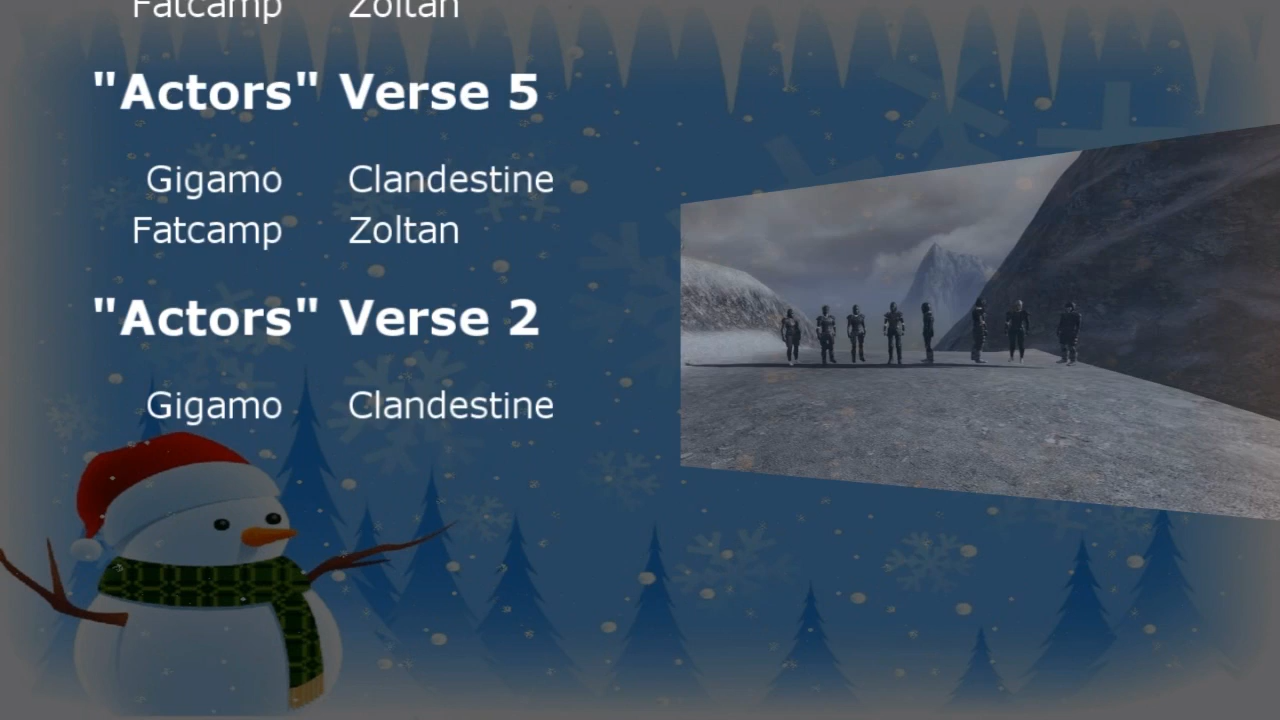 Fatcamp Zoltan
"Actors" Verse 5
Gigamo Clandestine
Fatcamp Zoltan
"Actors" Verse 2
Gigamo Clandestine